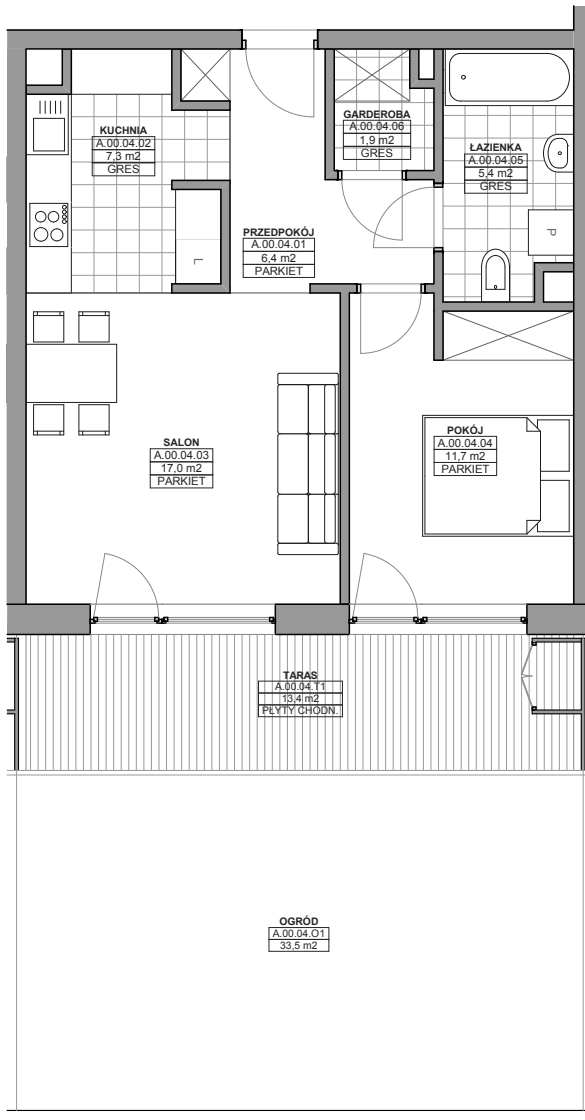 KUCHNIA
A.00.04.02
7,3 m2
GRES
GARDEROBA
A.00.04.06
1,9 m2
GRES
ŁAZIENKA
A.00.04.05
5,4 m2
GRES
P
PRZEDPOKÓJ
A.00.04.01
6,4 m2
PARKIET
L
SALON
A.00.04.03
17,0 m2
PARKIET
POKÓJ
A.00.04.04
11,7 m2
PARKIET
TARAS
A.00.04.T1
13,4 m2
PŁYTY CHODN.
OGRÓD
A.00.04.O1
33,5 m2